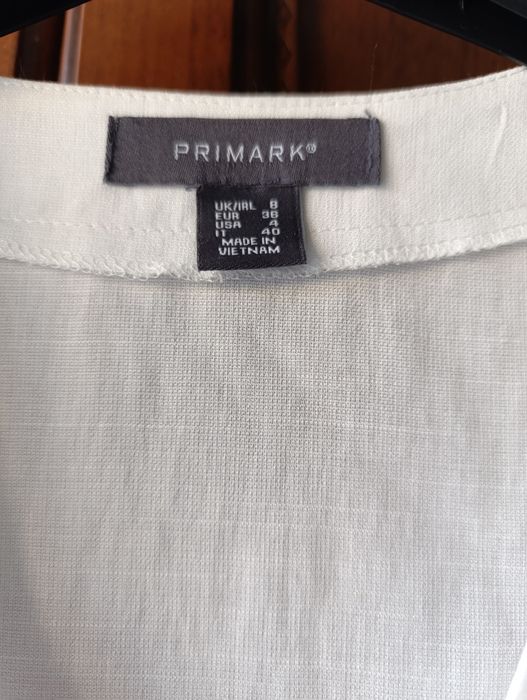 PRIMARK®
UK/IRL 8
EUR 36
USA 4
IT 40
MADE IN
VIETNAM